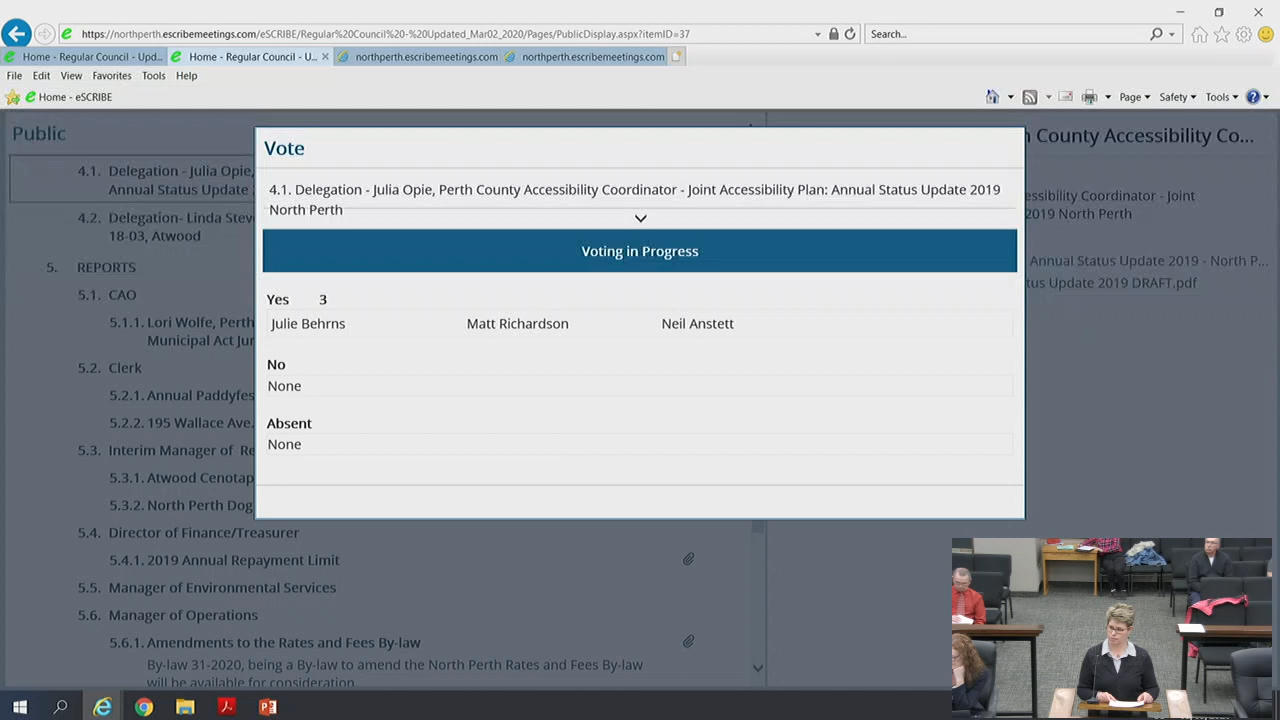 https://northperth.escribemeetings.com/eSCRIBE/Regular%20Council%20-%20Updated_Mar02_2020/Pages/PublicDisplay.aspx?itemID=37
Search...
Home - Regular Council - Upd...
Home - Regular Council - U...
northperth.escribemeetings.com
northperth.escribemeetings.com
File Edit View Favorites Tools Help
Home - eSCRIBE
Page Safety Tools
Public
4.1. Delegation - Julia Opie,
Annual Status Update
4.2. Delegation- Linda Steve
18-03, Atwood
5. REPORTS
5.1. CAO
5.1.1. Lori Wolfe, Perth
Municipal Act Jur
5.2. Clerk
5.2.1. Annual Paddyfes
5.2.2. 195 Wallace Ave.
5.3. Interim Manager of Re
5.3.1. Atwood Cenotap
5.3.2. North Perth Dog
5.4. Director of Finance/Treasurer
5.4.1. 2019 Annual Repayment Limit
5.5. Manager of Environmental Services
5.6. Manager of Operations
5.6.1. Amendments to the Rates and Fees By-law
By-law 31-2020, being a By-law to amend the North Perth Rates and Fees By-law
will be available for consideration.
Vote
4.1. Delegation - Julia Opie, Perth County Accessibility Coordinator - Joint Accessibility Plan: Annual Status Update 2019
North Perth
Voting in Progress
Yes 3
Julie Behrns Matt Richardson Neil Anstett
No
None
Absent
None
County Accessibility Co...
ssibility Coordinator - Joint
2019 North Perth
Annual Status Update 2019 - North P...
tus Update 2019 DRAFT.pdf